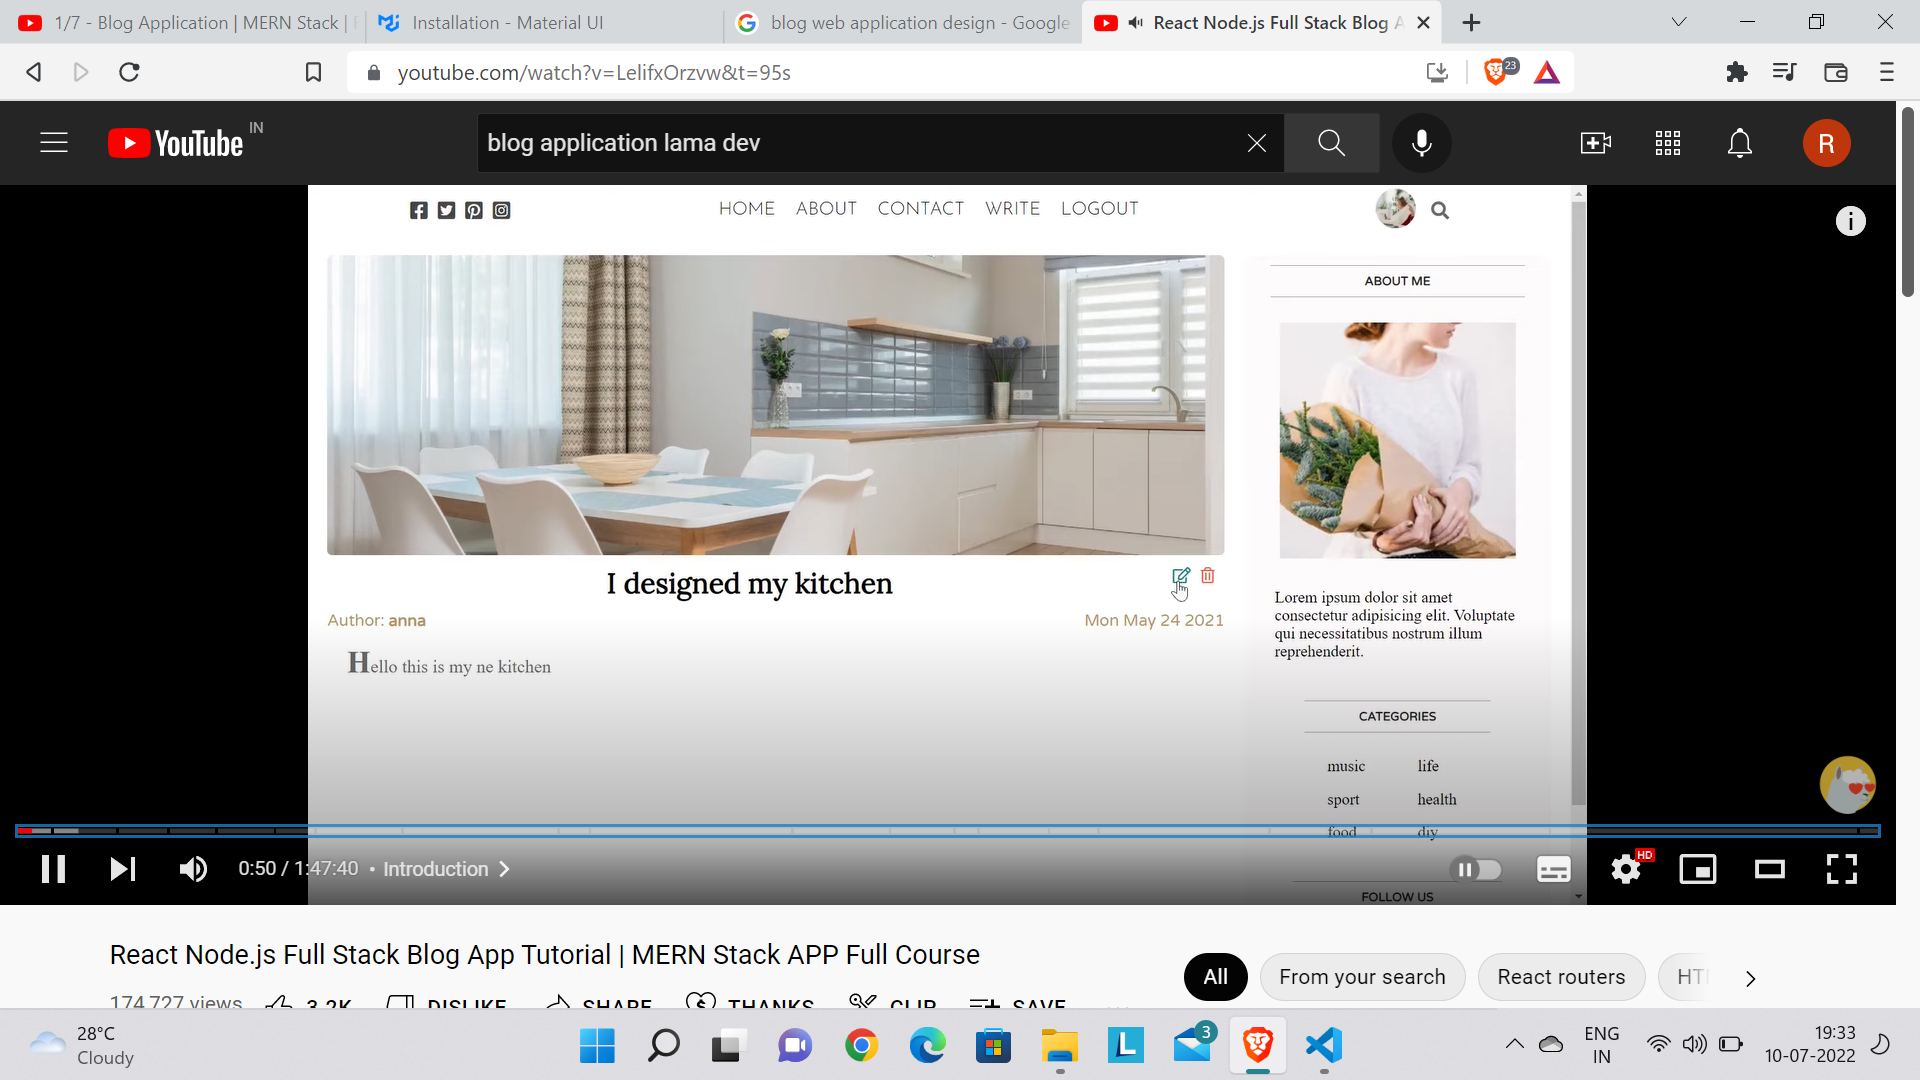 1/7 - Blog Application | MERN Stack |
Installation - Material UI
blog web application design - Google
React Node.js Full Stack Blog A
youtube.com/watch?v=LelifxOrzvw&t=95s
23
YouTube IN
blog application lama dev
R
HOME ABOUT CONTACT WRITE LOGOUT
ABOUT ME
I designed my kitchen
Author: anna
Mon May 24 2021
Hello this is my ne kitchen
Lorem ipsum dolor sit amet
consectetur adipisicing elit. Voluptate
qui necessitatibus nostrum illum
reprehenderit.
CATEGORIES
music life
sport health
food diy
FOLLOW US
0:50 / 1:47:40 • Introduction
HD
React Node.js Full Stack Blog App Tutorial | MERN Stack APP Full Course
All From your search React routers HT
174,727 views 3.2K DISLIKE SHARE THANKS CLIP SAVE
28°C
Cloudy
3
ENG
IN
19:33
10-07-2022